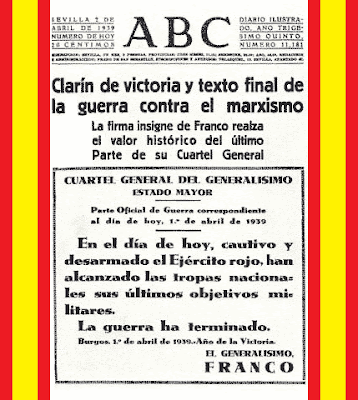 SEVILLA 2 DE
ABRIL DE 1939
NUMERO DE HOY
20 CENTIMOS
ABC
DIARIO ILUSTRA-
DO, AÑO TRIGE-
SIMO QUINTO,
NUMERO 11.181
Clarín de victoria y texto final de
la guerra contra el marxismo
La firma insigne de Franco realza
el valor histórico del último
Parte de su Cuartel General
CUARTEL GENERAL DEL GENERALISIMO
ESTADO MAYOR
Parte Oficial de Guerra correspondiente
al día de hoy, 1.º de abril de 1939
En el día de hoy, cautivo y
desarmado el Ejército rojo, han
alcanzado las tropas naciona-
les sus últimos objetivos mi-
litares.
La guerra ha terminado.
Burgos, 1.º de abril de 1939.-Año de la Victoria.
EL GENERALISIMO,
FRANCO